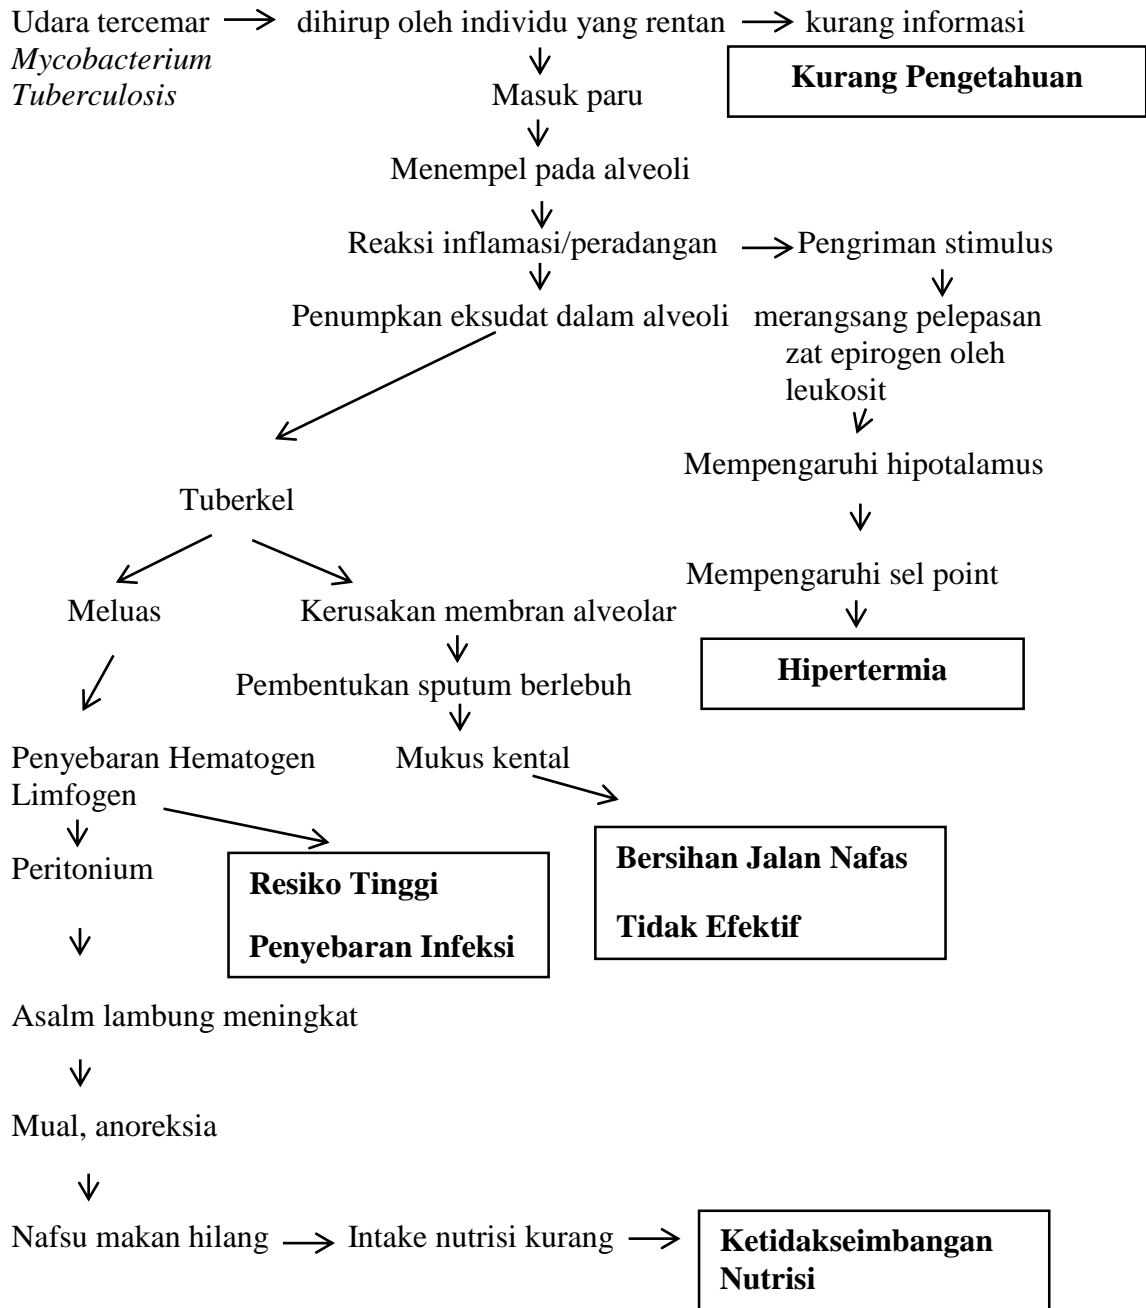 Udara tercemar dihirup oleh individu yang rentan kurang informasi
Mycobacterium
Tuberculosis
Kurang Pengetahuan
Masuk paru
Menempel pada alveoli
Reaksi inflamasi/peradangan Pengriman stimulus
Penumpkan eksudat dalam alveoli merangsang pelepasan
zat epirogen oleh
leukosit
Mempengaruhi hipotalamus
Tuberkel
Mempengaruhi sel point
Meluas Kerusakan membran alveolar
Hipertermia
Pembentukan sputum berlebuh
Penyebaran Hematogen Mukus kental
Limfogen
Peritonium
Resiko Tinggi
Penyebaran Infeksi
Bersihan Jalan Nafas
Tidak Efektif
Asalm lambung meningkat
Mual, anoreksia
Nafsu makan hilang Intake nutrisi kurang
Ketidakseimbangan
Nutrisi